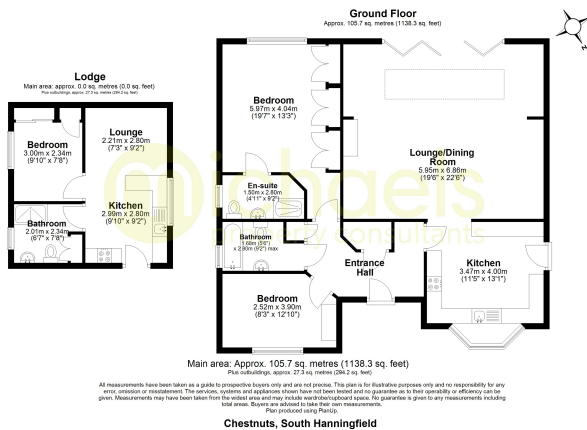 Ground Floor
Approx. 105.7 sq. metres (1138.3 sq. feet)
N
Lodge
Main area: approx. 0.0 sq. metres (0.0 sq. feet)
Plus outbuildings, approx. 27.3 sq. metres (294.2 sq. feet)
Bedroom
3.00m x 2.34m
(9'10" x 7'8")
Lounge
2.21m x 2.80m
(7'3" x 9'2")
Kitchen
2.99m x 2.80m
(9'10" x 9'2")
Bathroom
2.01m x 2.34m
(6'7" x 7'8")
Bedroom
5.97m x 4.04m
(19'7" x 13'3")
Lounge/Dining
Room
5.95m x 6.86m
(19'6" x 22'6")
En-suite
1.50m x 2.80m
(4'11" x 9'2")
Bathroom
1.68m (5'6")
x 2.80m (9'2") max
Entrance
Hall
Kitchen
3.47m x 4.00m
(11'5" x 13'1")
Bedroom
2.52m x 3.90m
(8'3" x 12'10")
michaels
property consultants
Main area: Approx. 105.7 sq. metres (1138.3 sq. feet)
Plus outbuildings, approx. 27.3 sq. metres (294.2 sq. feet)
All measurements have been taken as a guide to prospective buyers only and are not precise. This plan is for illustrative purposes only and no responsibility for any
error, omission or misstatement. The services, systems and appliances shown have not been tested and no guarantee as to their operability or efficiency can be
given. Measurements may have been taken from the widest area and may include wardrobe/cupboard space. No guarantee is given to any measurements including
total areas. Buyers are advised to take their own measurements.
Plan produced using PlanUp.
Chestnuts, South Hanningfield